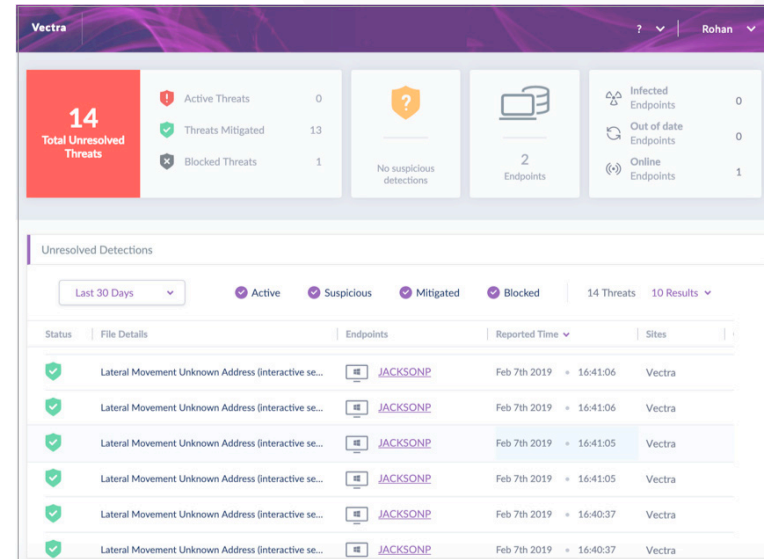 Vectra
? Rohan
14
Total Unresolved
Threats
Active Threats 0
Threats Mitigated 13
Blocked Threats 1
?
No suspicious
detections
2
Endpoints
Infected
Endpoints 0
Out of date
Endpoints 0
Online
Endpoints 1
Unresolved Detections
Last 30 Days Active Suspicious Mitigated Blocked 14 Threats 10 Results
Status File Details Endpoints Reported Time Sites
Lateral Movement Unknown Address (interactive se... JACKSONP Feb 7th 2019 16:41:06 Vectra
Lateral Movement Unknown Address (interactive se... JACKSONP Feb 7th 2019 16:41:06 Vectra
Lateral Movement Unknown Address (interactive se... JACKSONP Feb 7th 2019 16:41:05 Vectra
Lateral Movement Unknown Address (interactive se... JACKSONP Feb 7th 2019 16:41:05 Vectra
Lateral Movement Unknown Address (interactive se... JACKSONP Feb 7th 2019 16:40:37 Vectra
Lateral Movement Unknown Address (interactive se... JACKSONP Feb 7th 2019 16:40:37 Vectra